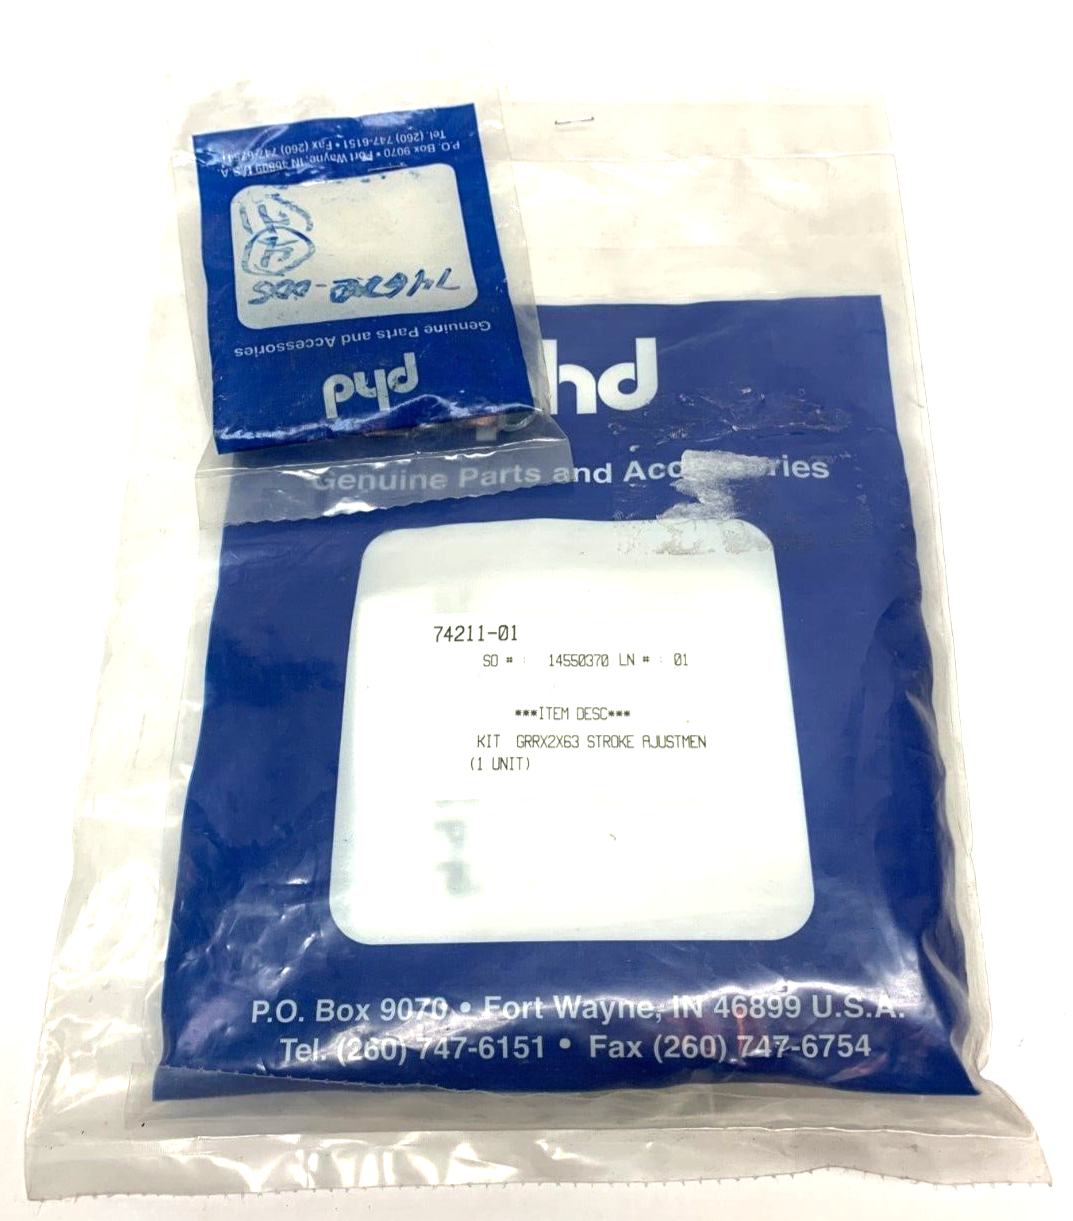 P.O. Box 9070 • Fort Wayne, IN 46899 U.S.A
Tel. (260) 747-6151 • Fax (260) 747-6754
Genuine Parts and Accessories
phd
phd
Genuine Parts and Accessories
74211-01
SO # : 14550370 LN # : 01
***ITEM DESC***
KIT GRRX2X63 STROKE AJUSTMEN
(1 UNIT)
P.O. Box 9070 • Fort Wayne, IN 46899 U.S.A.
Tel. (260) 747-6151 • Fax (260) 747-6754